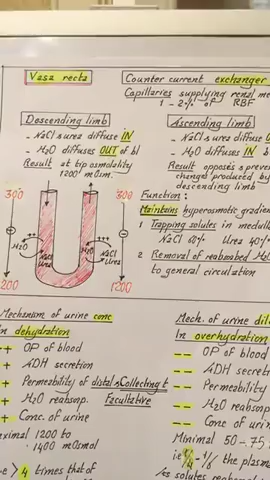 Vasa recta
Counter current exchanger
Capillaries supplying renal me
1 - 2% of RBF
Descending limb
- NaCl & urea diffuse IN
- H2O diffuses OUT of bl
Result at tip osmolality
1200 mOsm.
Ascending limb
- NaCl & urea diffuse
- H2O diffuses IN b
Result opposes & preve
changes produced by
descending limb
300
300
Function:
Maintains hyperosmotic gradie
1 Trapping solutes in medull
NaCl 60% Urea 40%
2 Removal of reabsorbed H2O
to general circulation
H2O
NaCl
Urea
H2O
NaCl
Urea
200
1200
Mechanism of urine conc
In dehydration
+ OP of blood
+ ADH secretion
+ Permeability of distal & Collecting t
+ H2O reabsorp. Facultative
+ Conc. of urine
aximal 1200 to
1400 mOsmol
4 times that of
Mech. of urine dil
In overhydration
-- OP of blood
-- ADH secreti
-- Permeability
-- H2O reabsorp
-- Conc of urin
Minimal 50 - 75
ie 1/4 - 1/6 the plasm
solutes reabsor